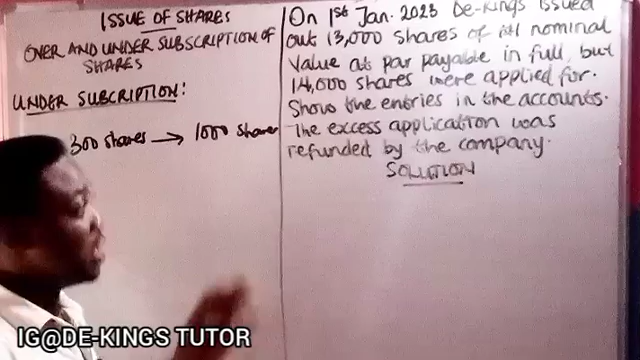 ISSUE OF SHARES
OVER AND UNDER SUBSCRIPTION OF
SHARES
UNDER SUBCRIPTION:
300 shares → 1000 shares
On 1st Jan. 2023 De-Kings issued
out 13,000 shares of ₦1 nominal
value at par payable in full, but
14,000 shares were applied for.
Show the entries in the accounts.
The excess application was
refunded by the company.
SOLUTION
IG@DE-KINGS TUTOR